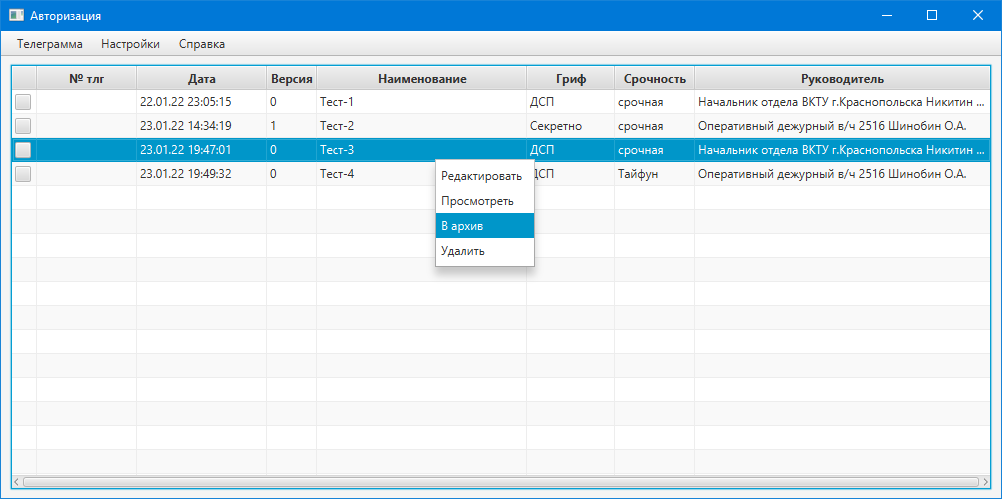 Авторизация
Телеграмма Настройки Справка
№ тлг Дата Версия Наименование Гриф Срочность Руководитель
22.01.22 23:05:15 0 Тест-1 ДСП срочная Начальник отдела ВКТУ г.Краснопольска Никитин ...
23.01.22 14:34:19 1 Тест-2 Секретно срочная Оперативный дежурный в/ч 2516 Шинобин О.А.
23.01.22 19:47:01 0 Тест-3 ДСП срочная Начальник отдела ВКТУ г.Краснопольска Никитин ...
23.01.22 19:49:32 0 Тест-4 ДСП Тайфун Оперативный дежурный в/ч 2516 Шинобин О.А.
Редактировать
Просмотреть
В архив
Удалить